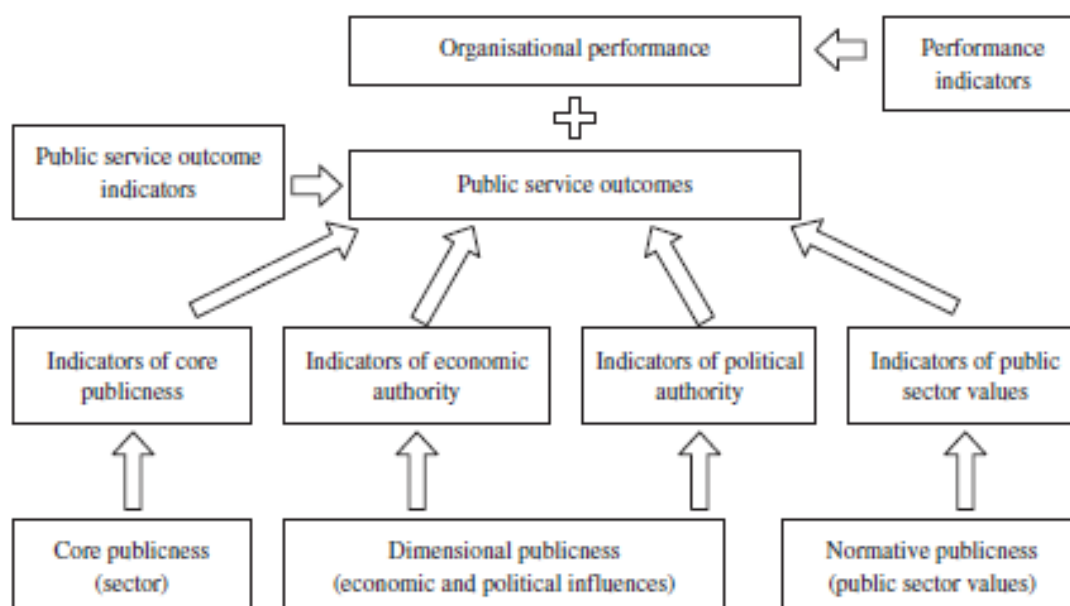 Organisational performance
Performance
indicators
Public service outcome
indicators
Public service outcomes
Indicators of core
publicness
Indicators of economic
authority
Indicators of political
authority
Indicators of public
sector values
Core publicness
(sector)
Dimensional publicness
(economic and political influences)
Normative publicness
(public sector values)